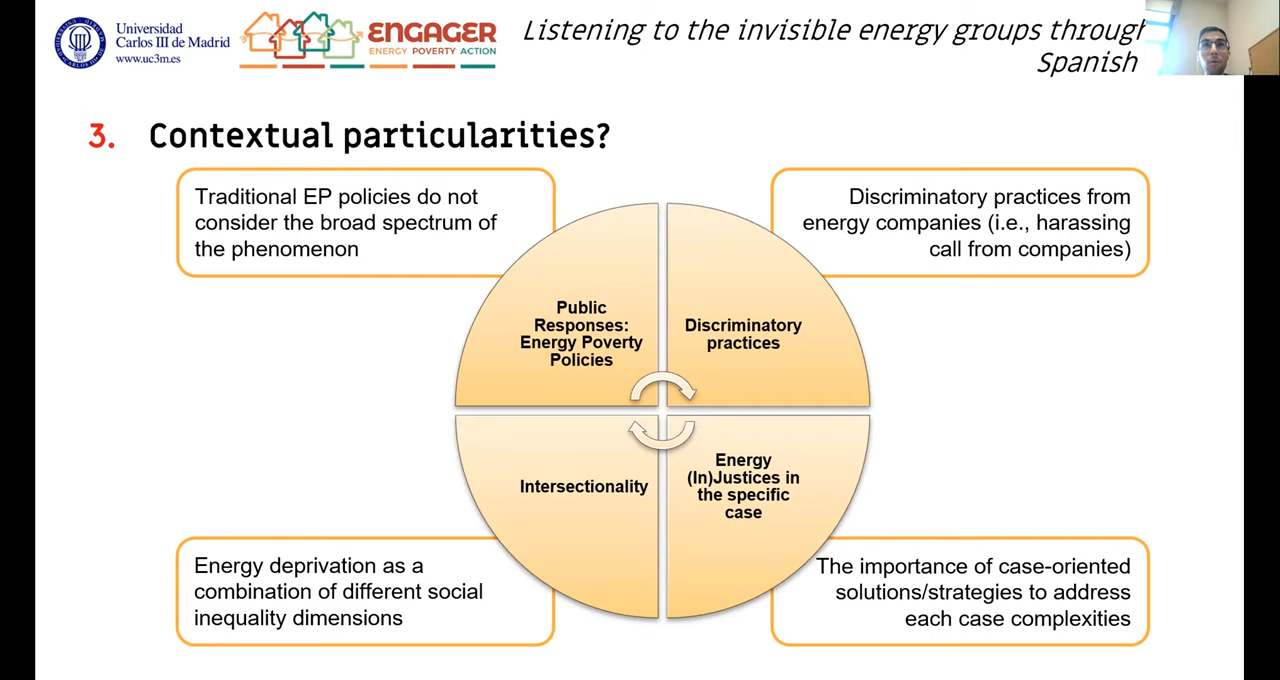 Universidad
Carlos III de Madrid
www.uc3m.es
ENGAGER
ENERGY POVERTY ACTION
Listening to the invisible energy groups through
Spanish
3. Contextual particularities?
Traditional EP policies do not
consider the broad spectrum of
the phenomenon
Discriminatory practices from
energy companies (i.e., harassing
call from companies)
Public
Responses:
Energy Poverty
Policies
Discriminatory
practices
Intersectionality
Energy
(In)Justices in
the specific
case
Energy deprivation as a
combination of different social
inequality dimensions
The importance of case-oriented
solutions/strategies to address
each case complexities